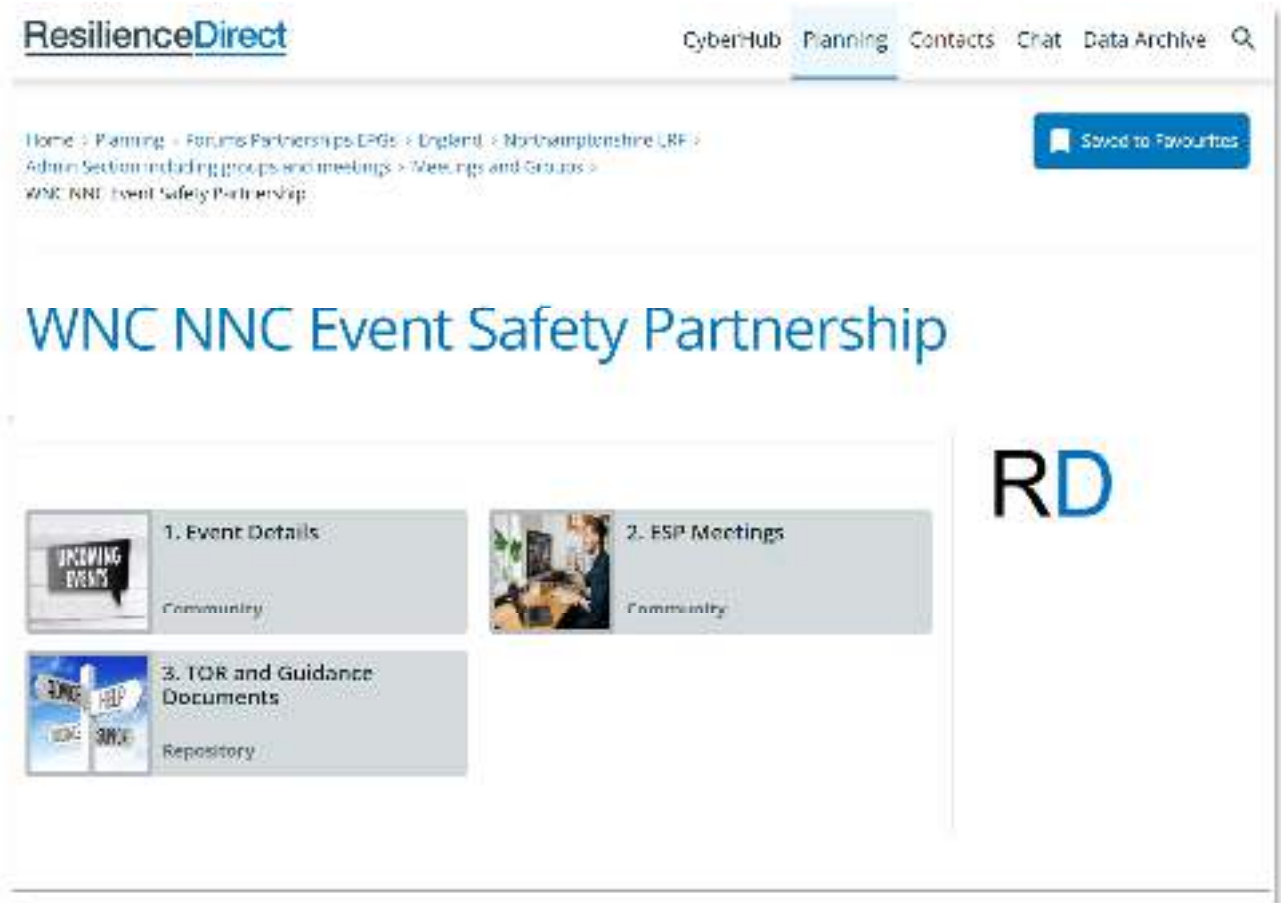 ResilienceDirect
CyberHub Planning Contacts Chat Data Archive
Home > Planning > Forums Partnerships EPGs > England > Northamptonshire LRF >
Admin Section including groups and meetings > Meetings and Groups >
WNC NNC Event Safety Partnership
Saved to Favourites
WNC NNC Event Safety Partnership
RD
UPCOMING
EVENTS
1. Event Details
Community
2. ESP Meetings
Community
ADVICE HELP
3. TOR and Guidance
Documents
Repository